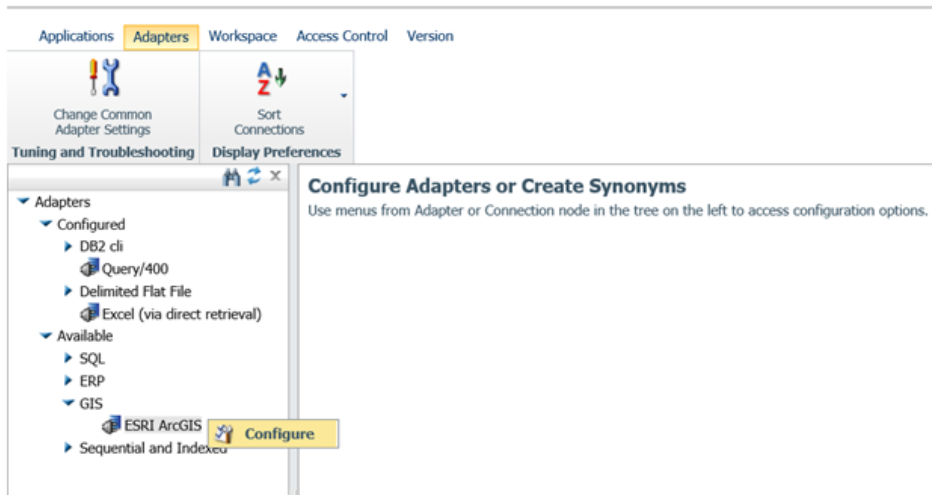 Applications Adapters Workspace Access Control Version
Change Common
Adapter Settings
Sort
Connections
Tuning and Troubleshooting Display Preferences
Configure Adapters or Create Synonyms
Use menus from Adapter or Connection node in the tree on the left to access configuration options.
Adapters
Configured
DB2 cli
Query/400
Delimited Flat File
Excel (via direct retrieval)
Available
SQL
ERP
GIS
ESRI ArcGIS
Configure
Sequential and Indexed